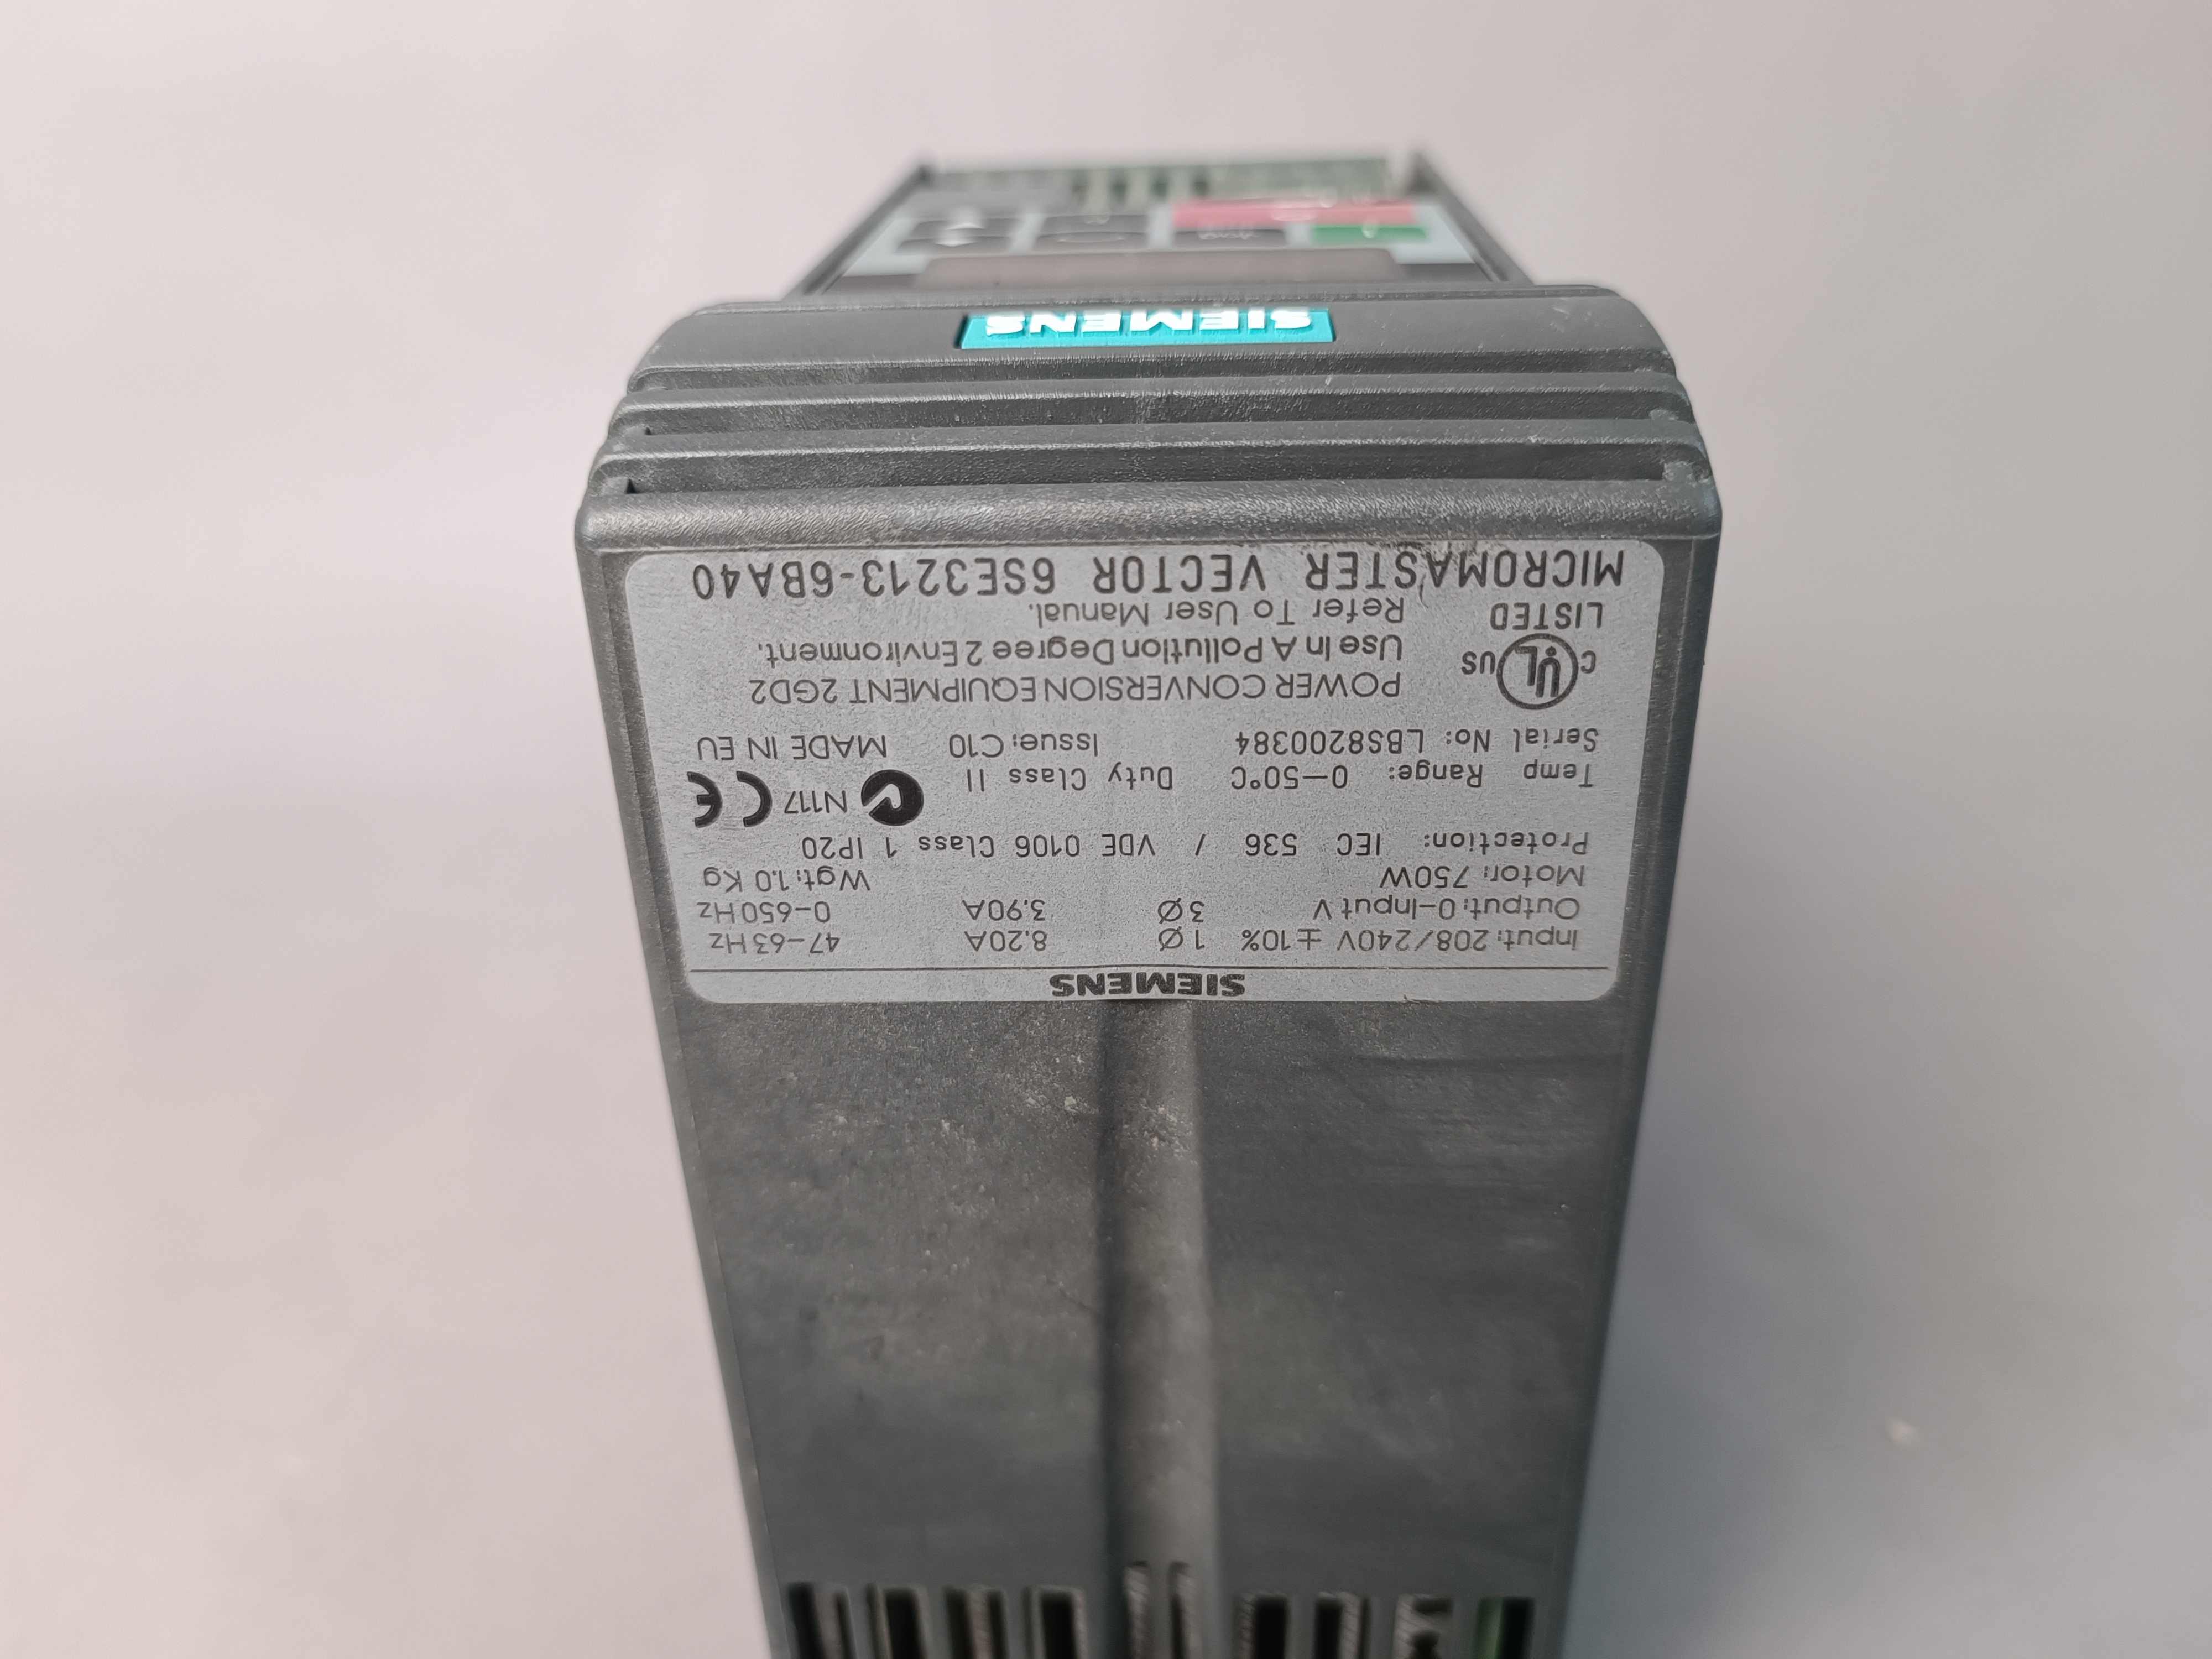 SIEMENS
Input: 208/240V ±10% 1Ø 8.20A 47-63Hz
Output: 0-Input V 3Ø 3.90A 0-650Hz
Motor: 750W Wgt: 1.0 Kg
Protection: IEC 536 / VDE 0106 Class 1 IP20
Temp Range: 0-50°C Duty Class II N117 CE
Serial No: LBS8200384 Issue: C10 MADE IN EU
POWER CONVERSION EQUIPMENT 2GD2
C UL US Use In A Pollution Degree 2 Environment.
LISTED Refer To User Manual.
MICROMASTER VECTOR 6SE3213-6BA40
SIEMENS